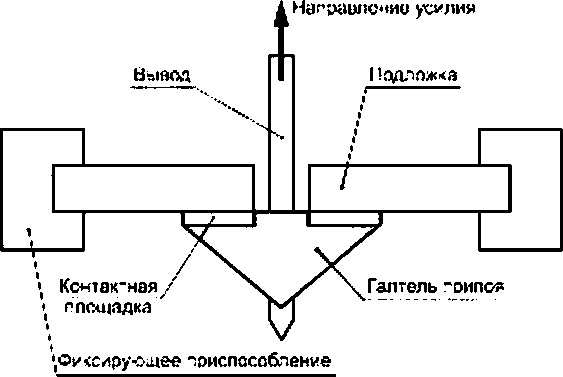 Направление усилия
Вывод
Подложка
Контактная
площадка
Галтель припоя
Фиксирующее приспособление